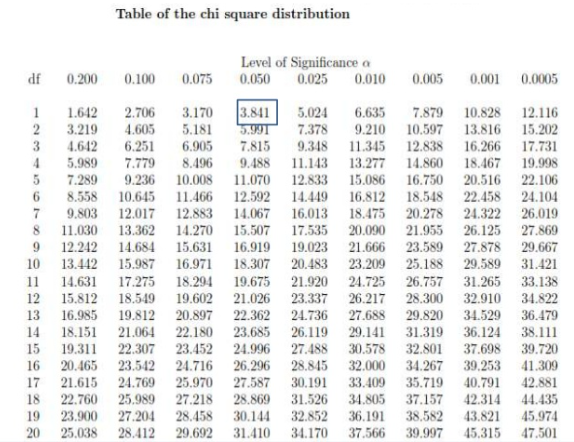 Table of the chi square distribution
Level of Significance α
df 0.200 0.100 0.075 0.050 0.025 0.010 0.005 0.001 0.0005
1 1.642 2.706 3.170 3.841 5.024 6.635 7.879 10.828 12.116
2 3.219 4.605 5.181 5.991 7.378 9.210 10.597 13.816 15.202
3 4.642 6.251 6.905 7.815 9.348 11.345 12.838 16.266 17.731
4 5.989 7.779 8.496 9.488 11.143 13.277 14.860 18.467 19.998
5 7.289 9.236 10.008 11.070 12.833 15.086 16.750 20.516 22.106
6 8.558 10.645 11.466 12.592 14.449 16.812 18.548 22.458 24.104
7 9.803 12.017 12.883 14.067 16.013 18.475 20.278 24.322 26.019
8 11.030 13.362 14.270 15.507 17.535 20.090 21.955 26.125 27.869
9 12.242 14.684 15.631 16.919 19.023 21.666 23.589 27.878 29.667
10 13.442 15.987 16.971 18.307 20.483 23.209 25.188 29.589 31.421
11 14.631 17.275 18.294 19.675 21.920 24.725 26.757 31.265 33.138
12 15.812 18.549 19.602 21.026 23.337 26.217 28.300 32.910 34.822
13 16.985 19.812 20.897 22.362 24.736 27.688 29.820 34.529 36.479
14 18.151 21.064 22.180 23.685 26.119 29.141 31.319 36.124 38.111
15 19.311 22.307 23.452 24.996 27.488 30.578 32.801 37.698 39.720
16 20.465 23.542 24.716 26.296 28.845 32.000 34.267 39.253 41.309
17 21.615 24.769 25.970 27.587 30.191 33.409 35.719 40.791 42.881
18 22.760 25.989 27.218 28.869 31.526 34.805 37.157 42.314 44.435
19 23.900 27.204 28.458 30.144 32.852 36.191 38.582 43.821 45.974
20 25.038 28.412 29.692 31.410 34.170 37.566 39.997 45.315 47.501